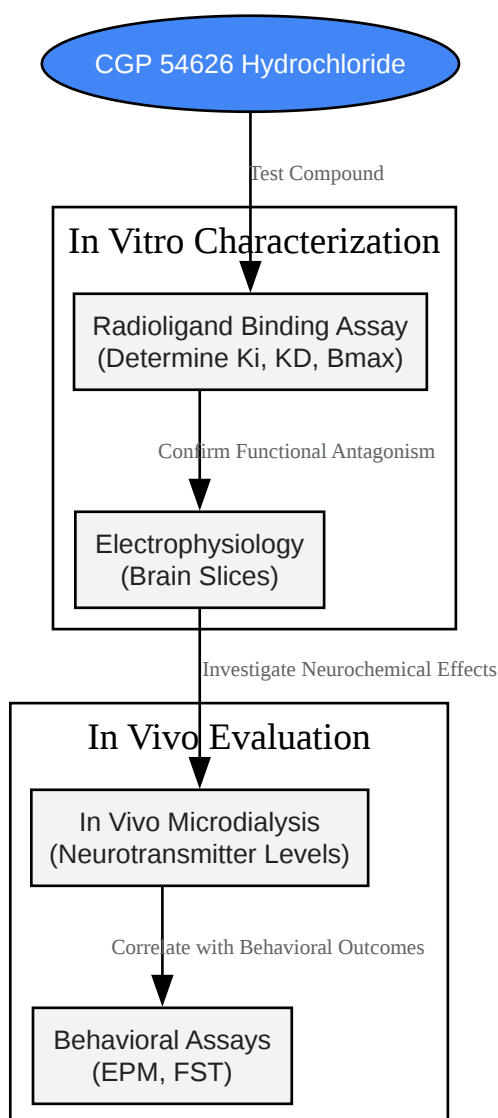 CGP 54626 Hydrochloride
Test Compound
In Vitro Characterization
Radioligand Binding Assay
(Determine Ki, KD, Bmax)
Confirm Functional Antagonism
Electrophysiology
(Brain Slices)
Investigate Neurochemical Effects
In Vivo Evaluation
In Vivo Microdialysis
(Neurotransmitter Levels)
Correlate with Behavioral Outcomes
Behavioral Assays
(EPM, FST)